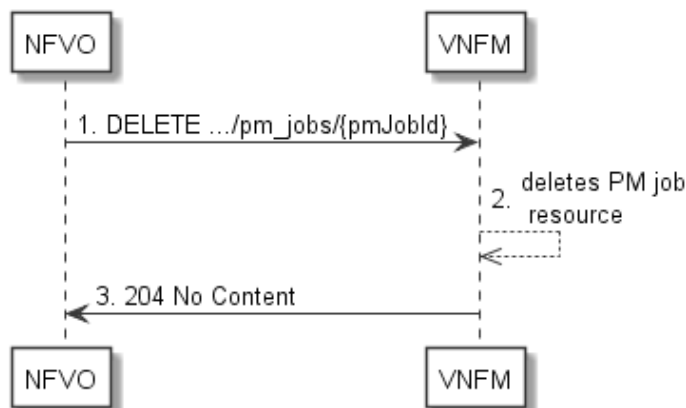 NFVO
VNFM
1. DELETE .../pm_jobs/{pmJobId}
2. deletes PM job
resource
3. 204 No Content
NFVO
VNFM